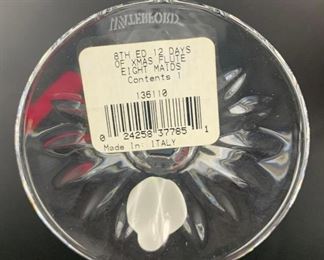 WATERFORD
8TH ED 12 DAYS
OF XMAS FLUTE
EIGHT MAIDS
Contents 1
136110
0 24258 37785 1
Made In: ITALY